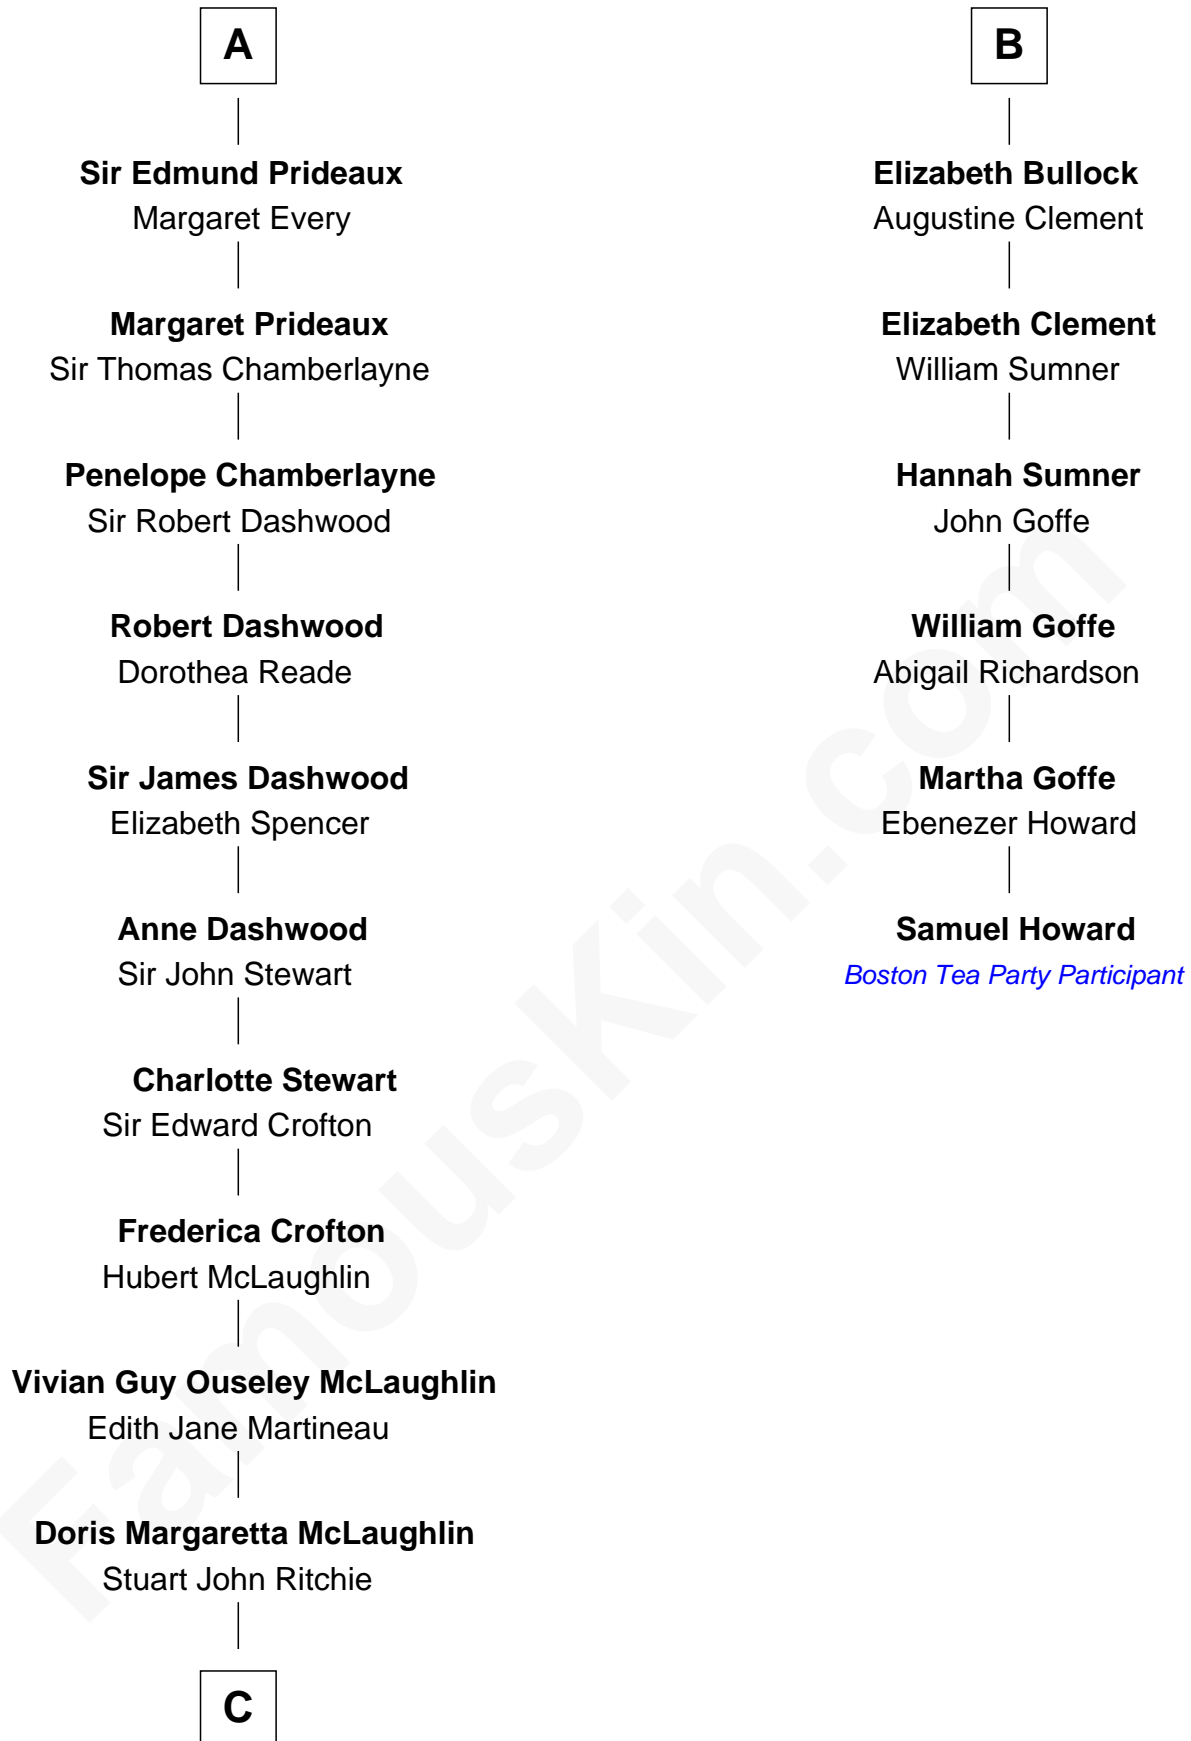 A
Sir Edmund Prideaux
Margaret Every
Margaret Prideaux
Sir Thomas Chamberlayne
Penelope Chamberlayne
Sir Robert Dashwood
Robert Dashwood
Dorothea Reade
Sir James Dashwood
Elizabeth Spencer
Anne Dashwood
Sir John Stewart
Charlotte Stewart
Sir Edward Crofton
Frederica Crofton
Hubert McLaughlin
Vivian Guy Ouseley McLaughlin
Edith Jane Martineau
Doris Margaretta McLaughlin
Stuart John Ritchie
C
B
Elizabeth Bullock
Augustine Clement
Elizabeth Clement
William Sumner
Hannah Sumner
John Goffe
William Goffe
Abigail Richardson
Martha Goffe
Ebenezer Howard
Samuel Howard
Boston Tea Party Participant
FamousKin.com